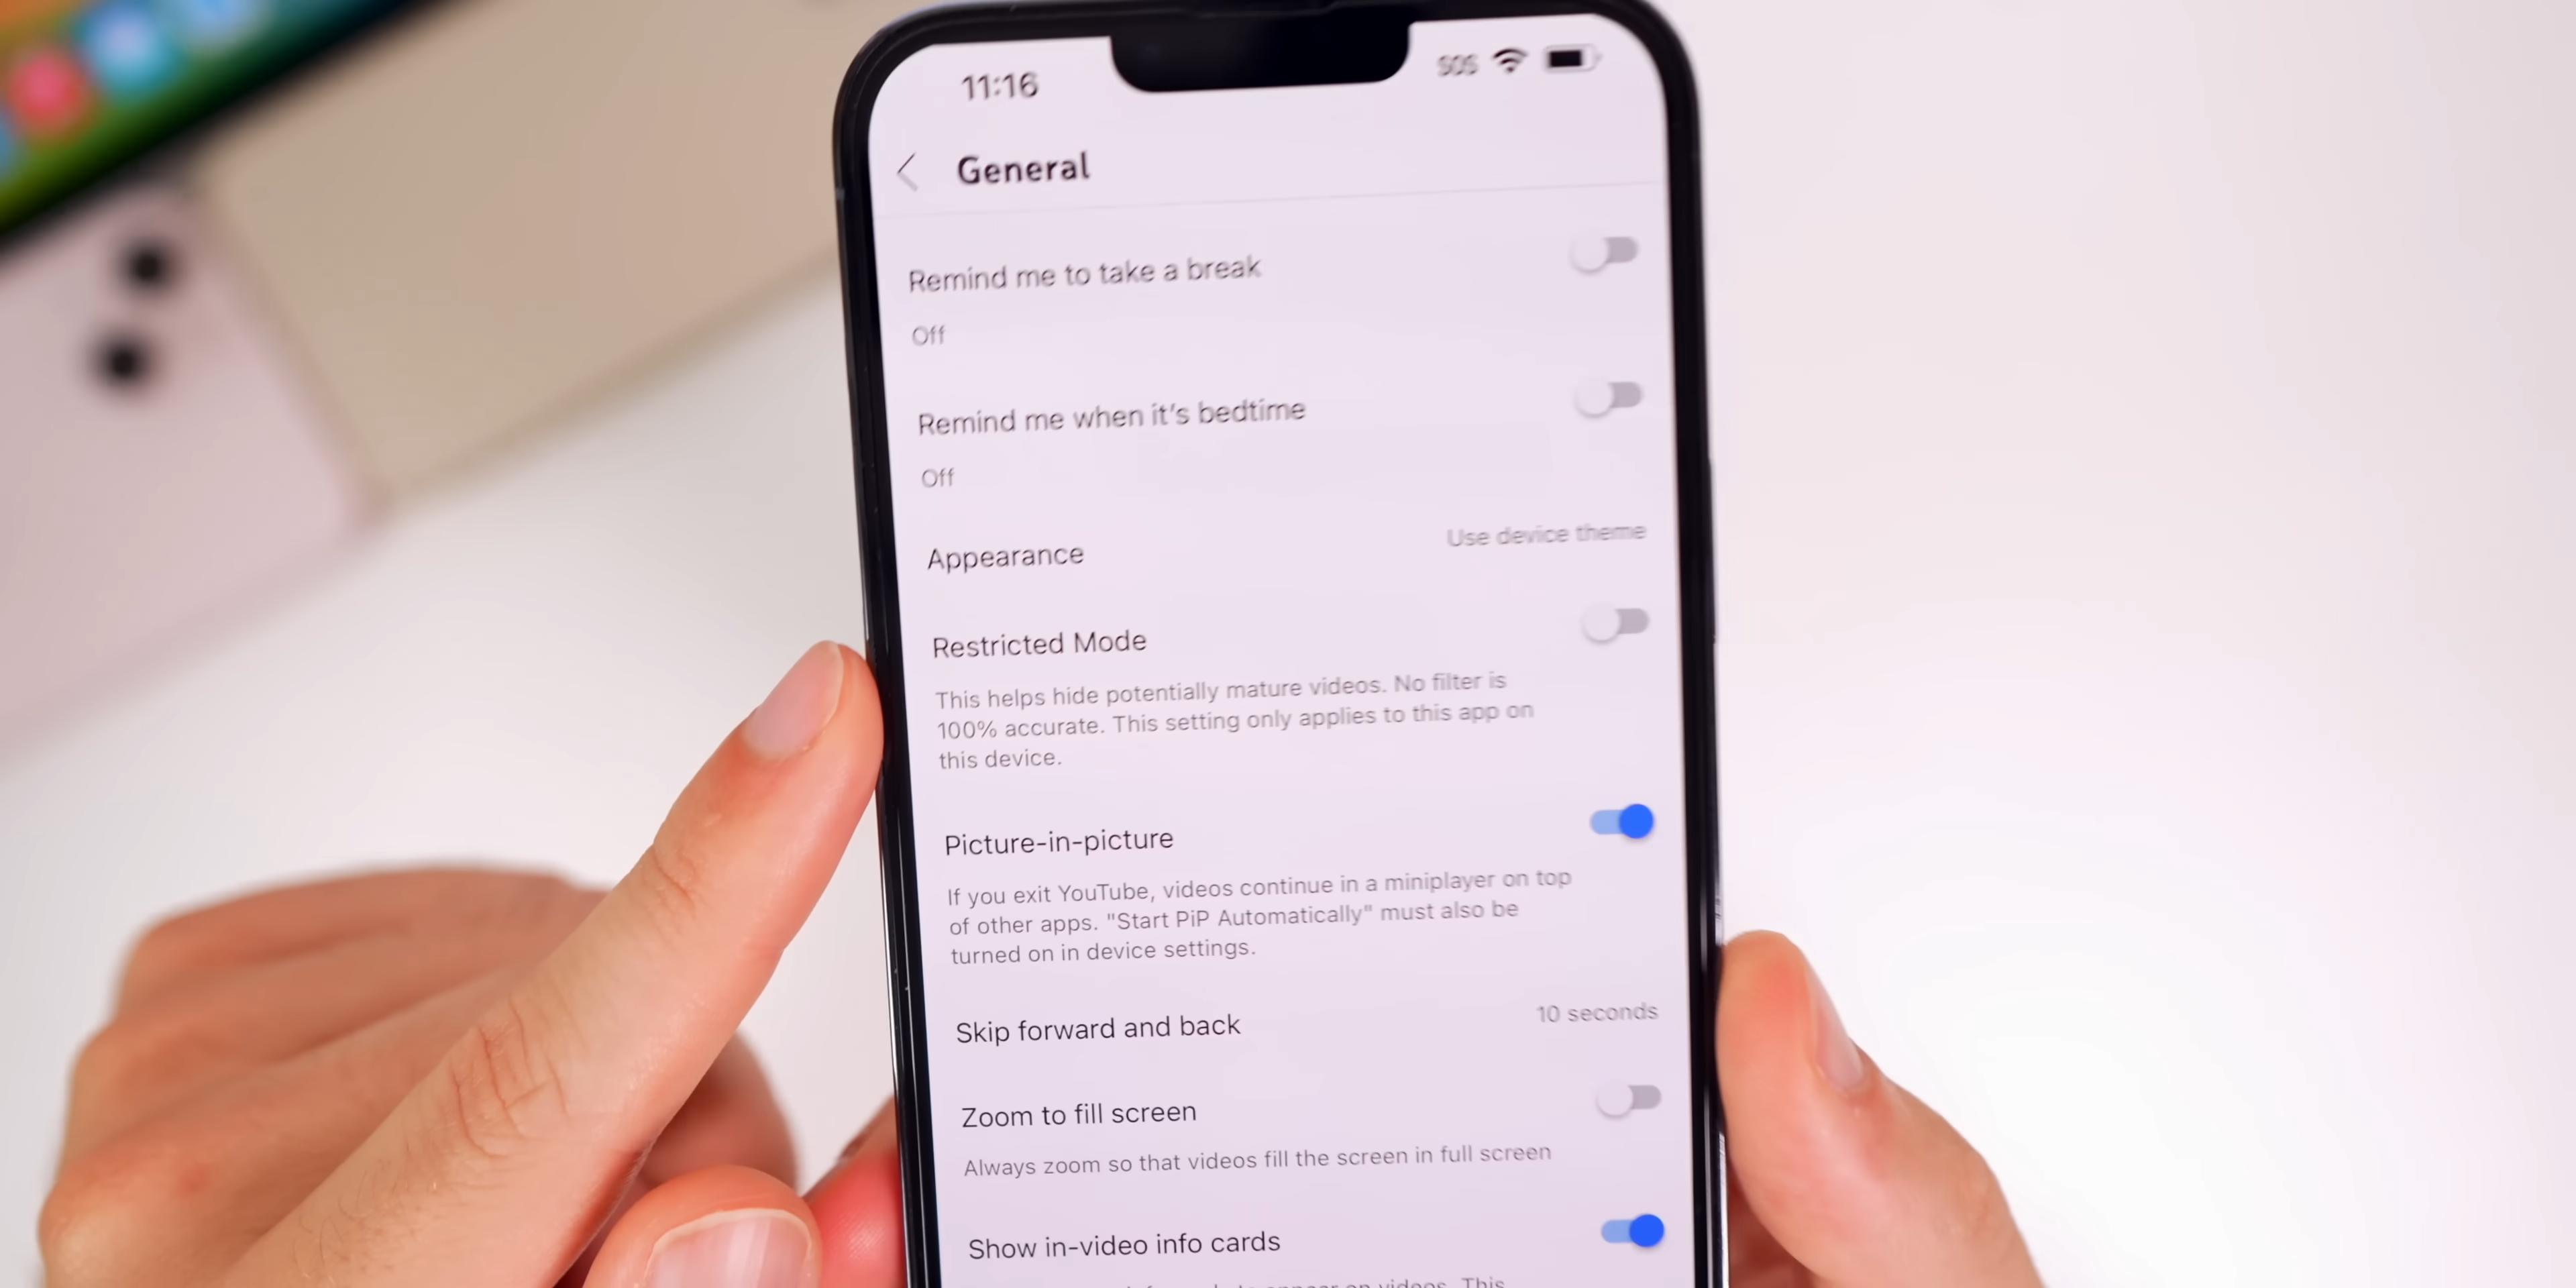 11:16
SOS
General
Remind me to take a break
Off
Remind me when it's bedtime
Off
Appearance
Use device theme
Restricted Mode
This helps hide potentially mature videos. No filter is
100% accurate. This setting only applies to this app on
this device.
Picture-in-picture
If you exit YouTube, videos continue in a miniplayer on top
of other apps. "Start PiP Automatically" must also be
turned on in device settings.
Skip forward and back
10 seconds
Zoom to fill screen
Always zoom so that videos fill the screen in full screen
Show in-video info cards
on videos. This